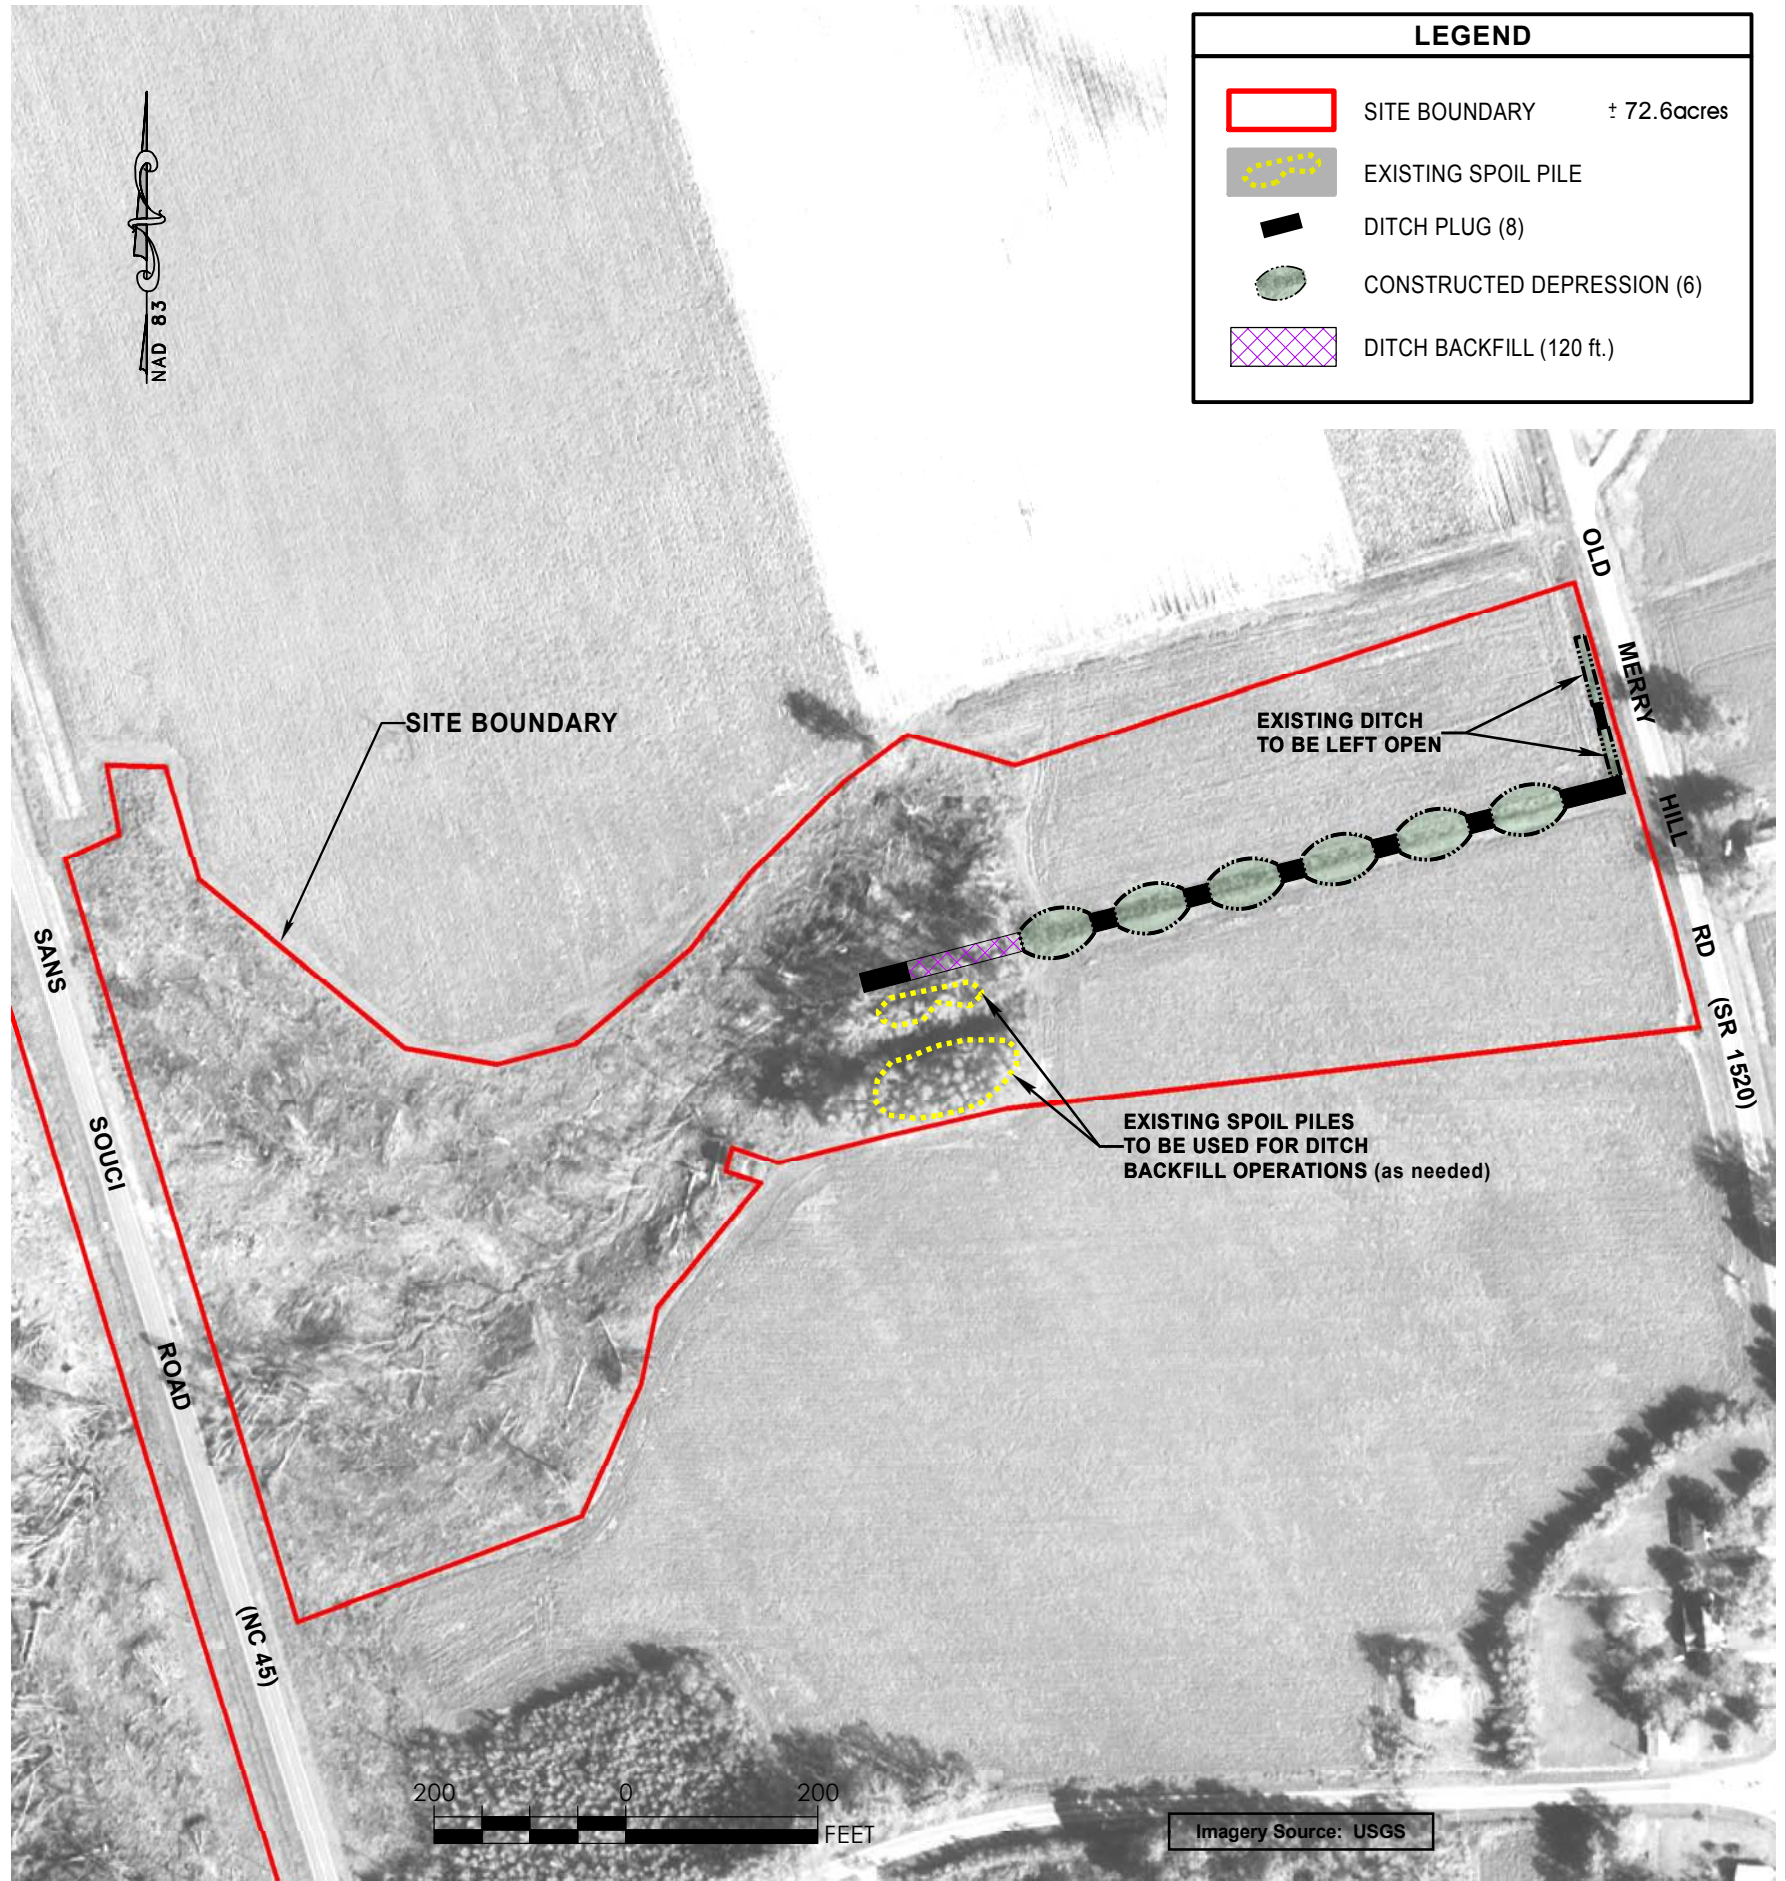 LEGEND
SITE BOUNDARY ± 72.6acres
EXISTING SPOIL PILE
DITCH PLUG (8)
CONSTRUCTED DEPRESSION (6)
DITCH BACKFILL (120 ft.)
NAD 83
OLD MERRY HILL RD (SR 1520)
SITE BOUNDARY
EXISTING DITCH
TO BE LEFT OPEN
SANS SOUCI ROAD (NC 45)
EXISTING SPOIL PILES
TO BE USED FOR DITCH
BACKFILL OPERATIONS (as needed)
200 0 200
FEET
Imagery Source: USGS